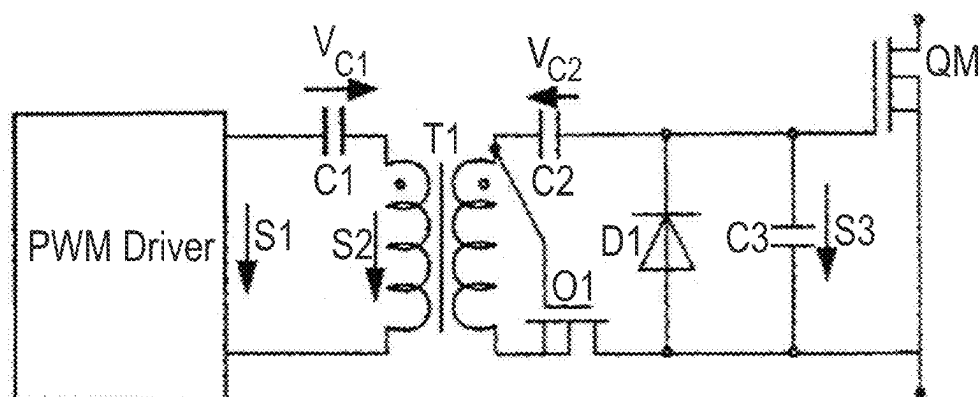 VC1
VC2
QM
T1
C1
C2
PWM Driver
S1
S2
D1
C3
S3
O1